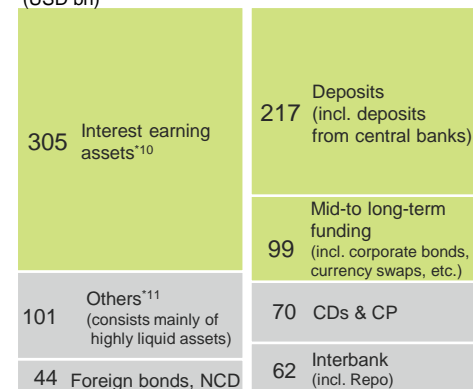 (USD bn)
305 Interest earning
assets*10
101 Others*11
(consists mainly of
highly liquid assets)
44 Foreign bonds, NCD
217 Deposits
(incl. deposits
from central banks)
99 Mid-to long-term
funding
(incl. corporate bonds,
currency swaps, etc.)
70 CDs & CP
62 Interbank
(incl. Repo)